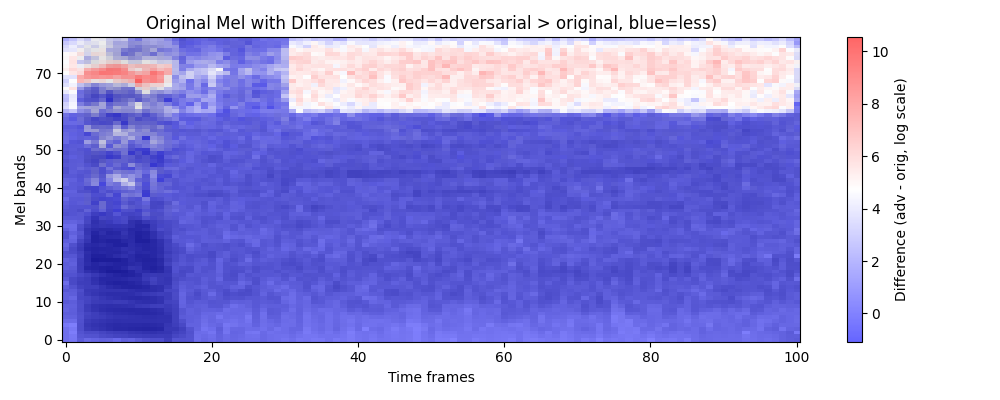 Original Mel with Differences (red=adversarial > original, blue=less)
Mel bands
70
60
50
40
30
20
10
0
0 20 40 60 80 100
Time frames
10
8
6
4
2
0
Difference (adv - orig, log scale)